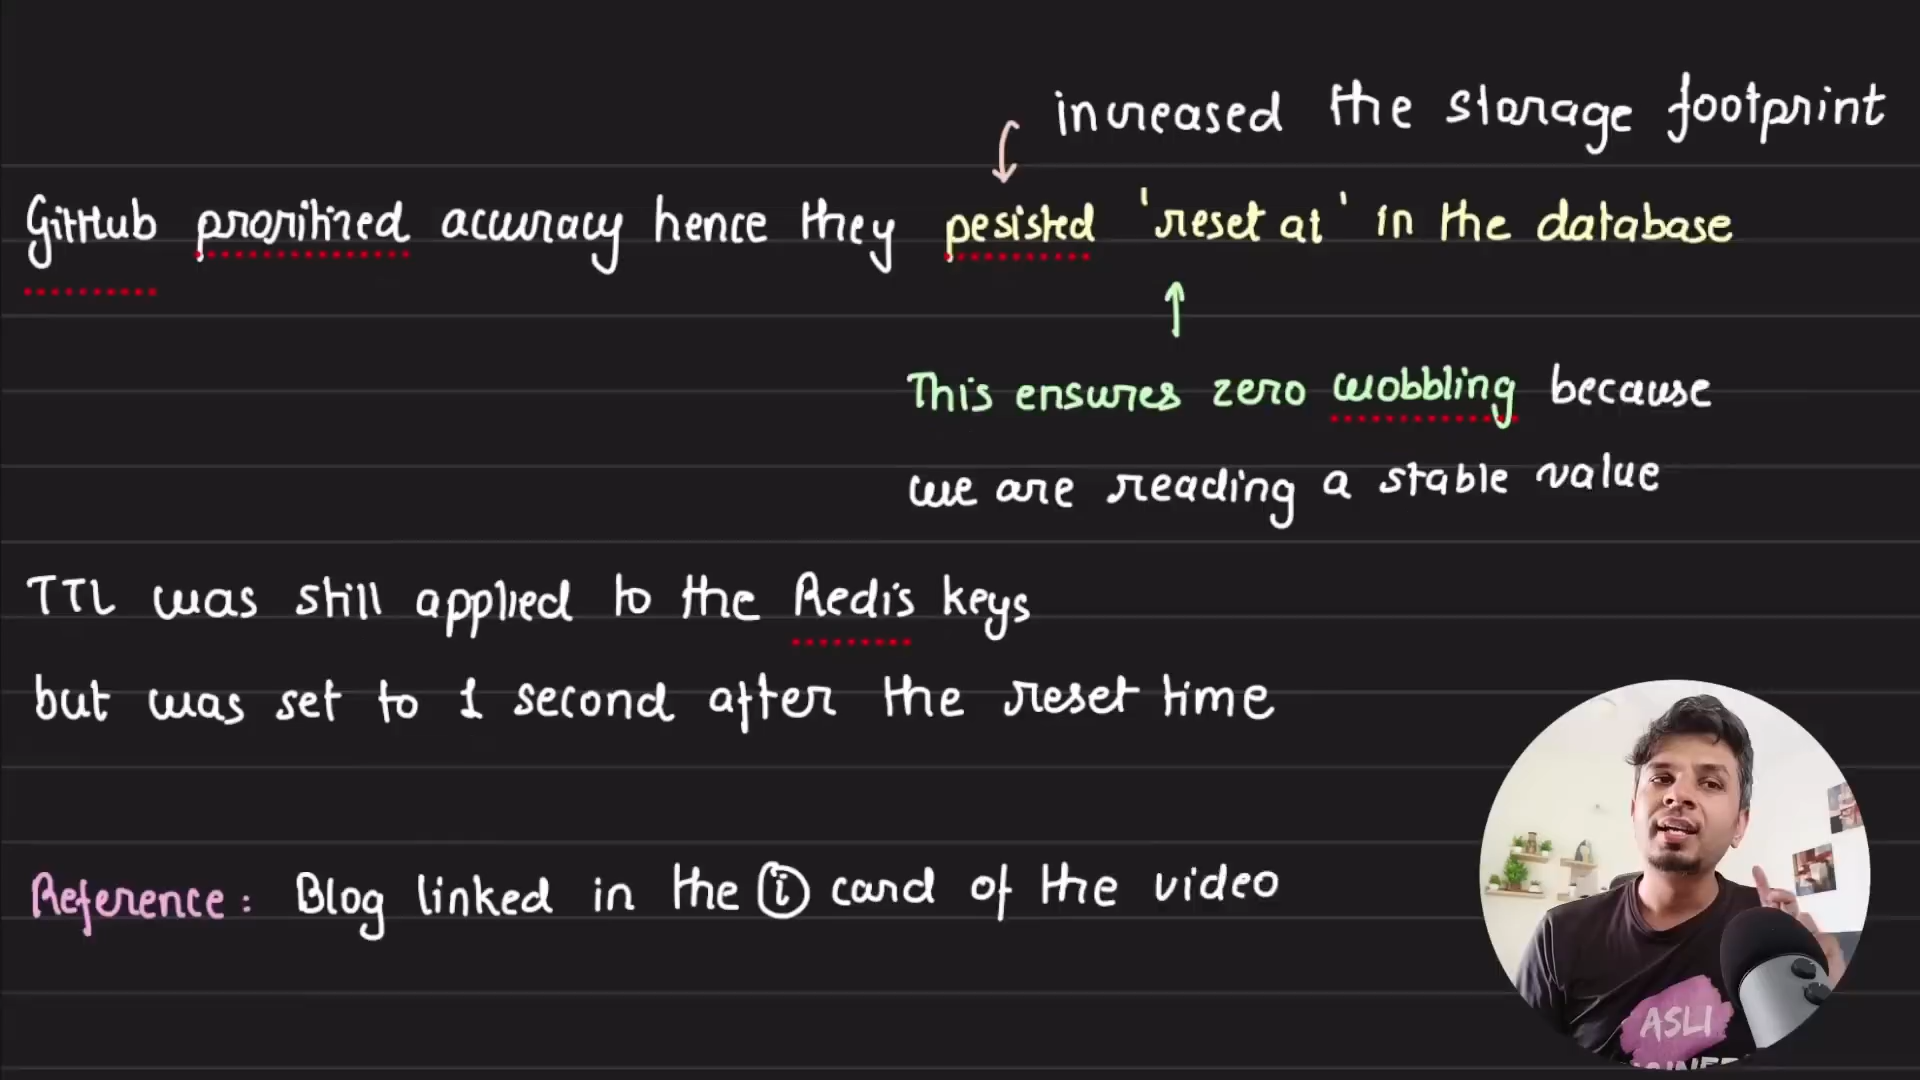 increased the storage footprint
GitHub prioritized accuracy hence they pesisted 'reset at' in the database
This ensures zero wobbling because
we are reading a stable value
TTL was still applied to the Redis keys
but was set to 1 second after the reset time
Reference: Blog linked in the i card of the video
ASLI